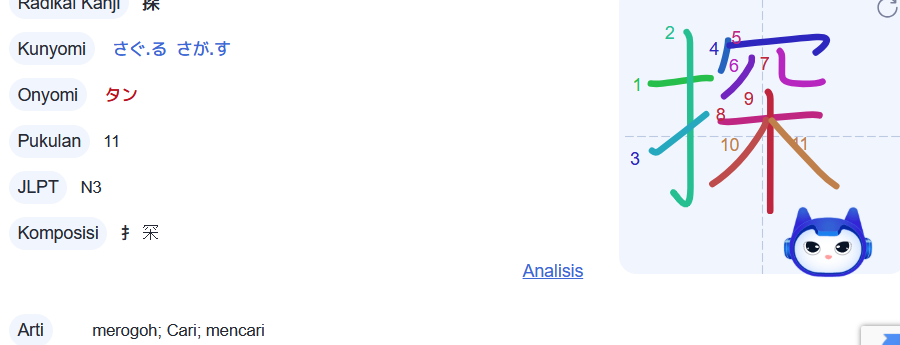 Radikal Kanji 探
Kunyomi さぐ.る さが.す
Onyomi タン
Pukulan 11
JLPT N3
Komposisi 扌 罙
Analisis
Arti merogoh; Cari; mencari
探
1
2
3
4
5
6
7
8
9
10
11